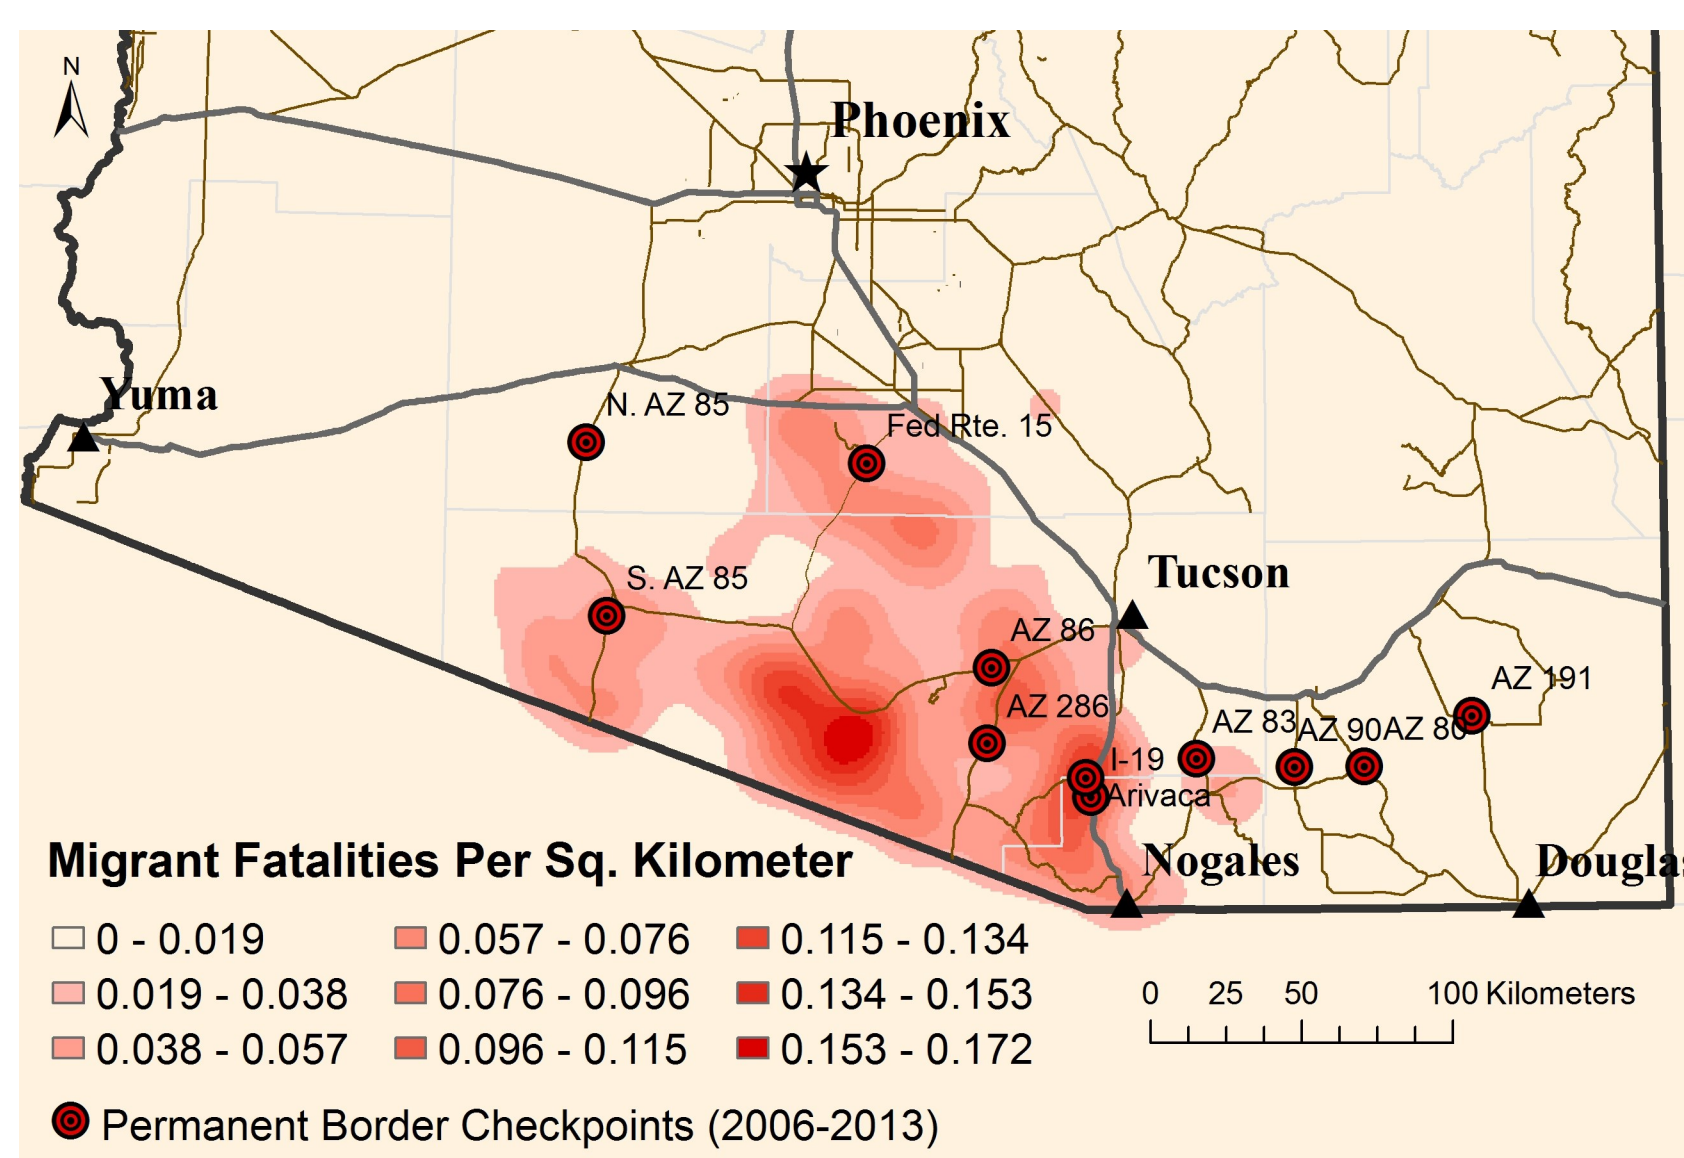 N
Phoenix
Yuma
N. AZ 85
Fed Rte. 15
S. AZ 85
Tucson
AZ 86
AZ 191
AZ 286
AZ 83
AZ 90
AZ 80
I-19
Arivaca
Nogales
Douglas
Migrant Fatalities Per Sq. Kilometer
0 - 0.019
0.057 - 0.076
0.115 - 0.134
0.019 - 0.038
0.076 - 0.096
0.134 - 0.153
0.038 - 0.057
0.096 - 0.115
0.153 - 0.172
0 25 50 100 Kilometers
Permanent Border Checkpoints (2006-2013)